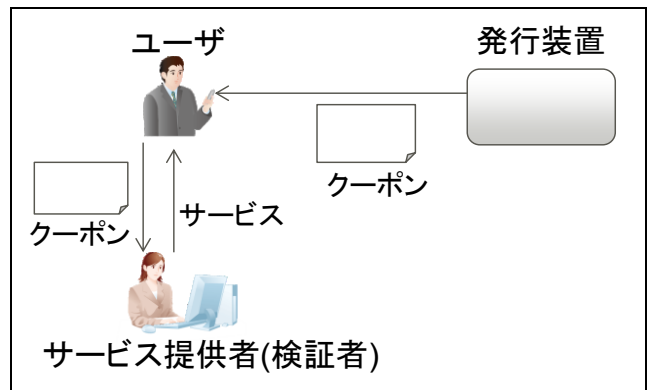 ユーザ
発行装置
クーポン
クーポン
サービス
サービス提供者(検証者)